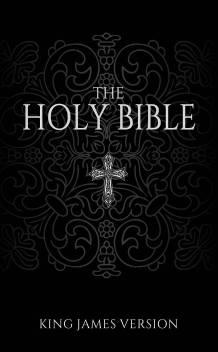 THE
HOLY BIBLE
KING JAMES VERSION